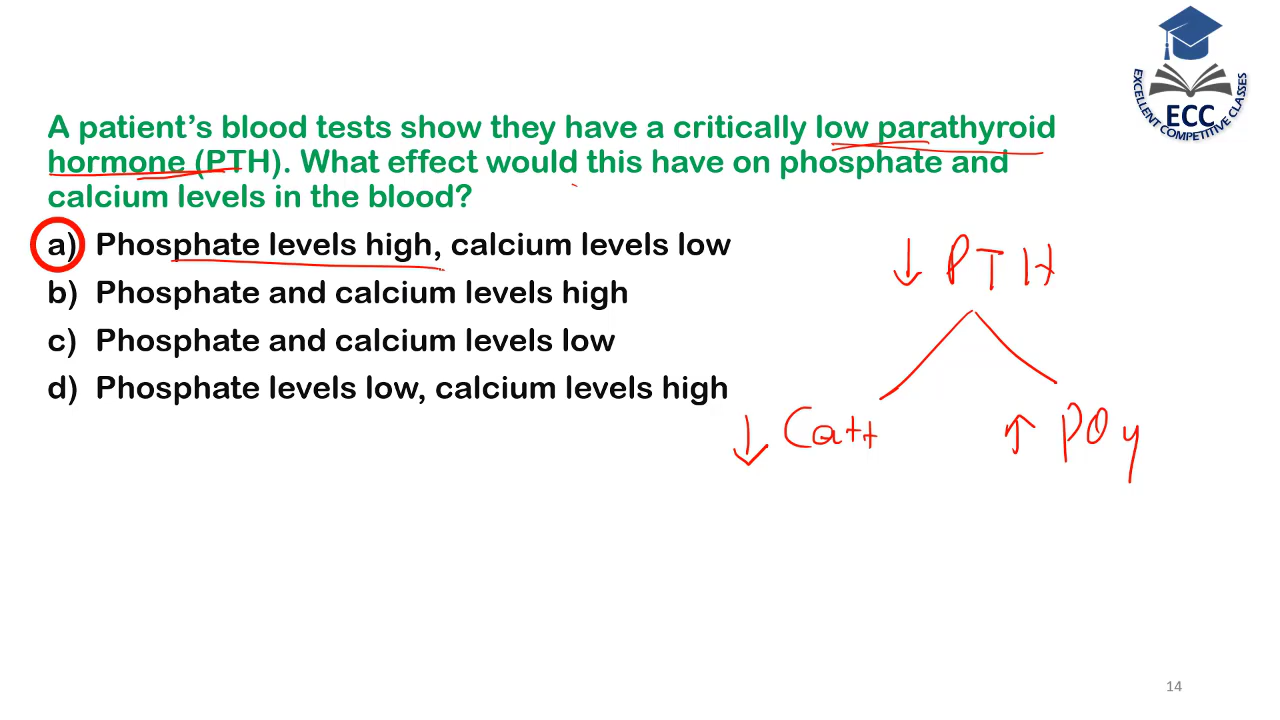 EXCELLENT COMPETITIVE CLASSES
ECC
A patient's blood tests show they have a critically low parathyroid
hormone (PTH). What effect would this have on phosphate and
calcium levels in the blood?
a) Phosphate levels high, calcium levels low
b) Phosphate and calcium levels high
c) Phosphate and calcium levels low
d) Phosphate levels low, calcium levels high
↓ PTH
↓ Ca++ ↑ PO4
14